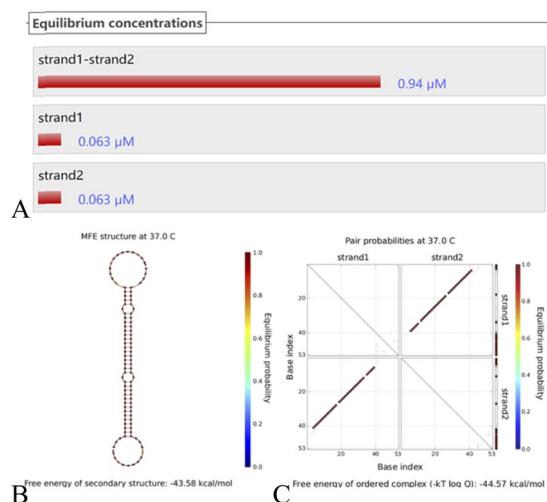 Equilibrium concentrations
strand1-strand2
0.94 µM
strand1
0.063 µM
strand2
0.063 µM
A
MFE structure at 37.0 C
1.0
0.8
0.6
0.4
0.2
0.0
Equilibrium probability
Free energy of secondary structure: -43.58 kcal/mol
B
Pair probabilities at 37.0 C
strand1 strand2
20
40
53
20
40
53
Base index
strand1
strand2
20 40 53 20 40 53
Base index
1.0
0.8
0.6
0.4
0.2
0.0
Equilibrium probability
Free energy of ordered complex (-kT log Q): -44.57 kcal/mol
C